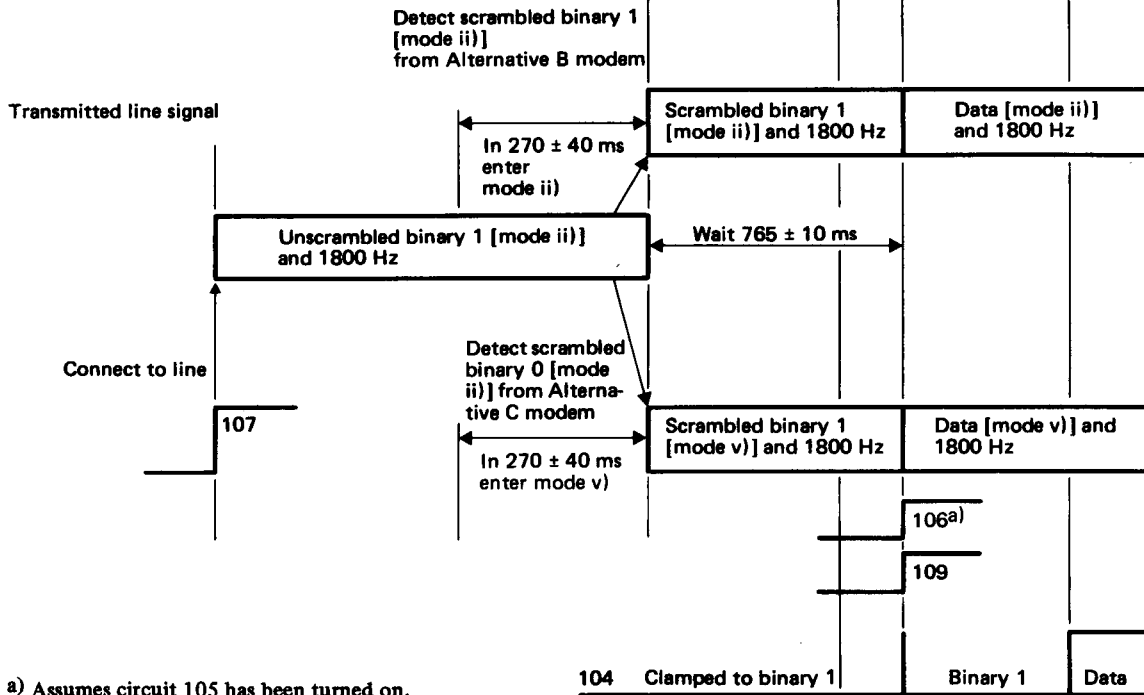 Detect scrambled binary 1
[mode ii)]
from Alternative B modem
Transmitted line signal
In 270 ± 40 ms
enter
mode ii)
Scrambled binary 1
[mode ii)] and 1800 Hz
Data [mode ii)]
and 1800 Hz
Unscrambled binary 1 [mode ii)]
and 1800 Hz
Wait 765 ± 10 ms
Connect to line
107
Detect scrambled
binary 0 [mode
ii)] from Alterna-
tive C modem
In 270 ± 40 ms
enter mode v)
Scrambled binary 1
[mode v)] and 1800 Hz
Data [mode v)] and
1800 Hz
106a)
109
a) Assumes circuit 105 has been turned on.
104 Clamped to binary 1
Binary 1
Data